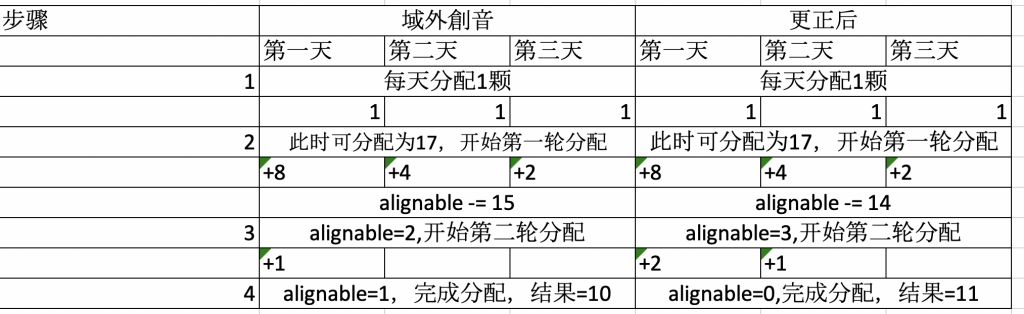 步骤 域外創音 更正后
第一天 第二天 第三天 第一天 第二天 第三天
1 每天分配1颗 每天分配1颗
1 1 1 1 1 1
2 此时可分配为17，开始第一轮分配 此时可分配为17，开始第一轮分配
+8 +4 +2 +8 +4 +2
alignable -= 15 alignable -= 14
3 alignable=2,开始第二轮分配 alignable=3,开始第二轮分配
+1 +2 +1
4 alignable=1，完成分配，结果=10 alignable=0,完成分配，结果=11